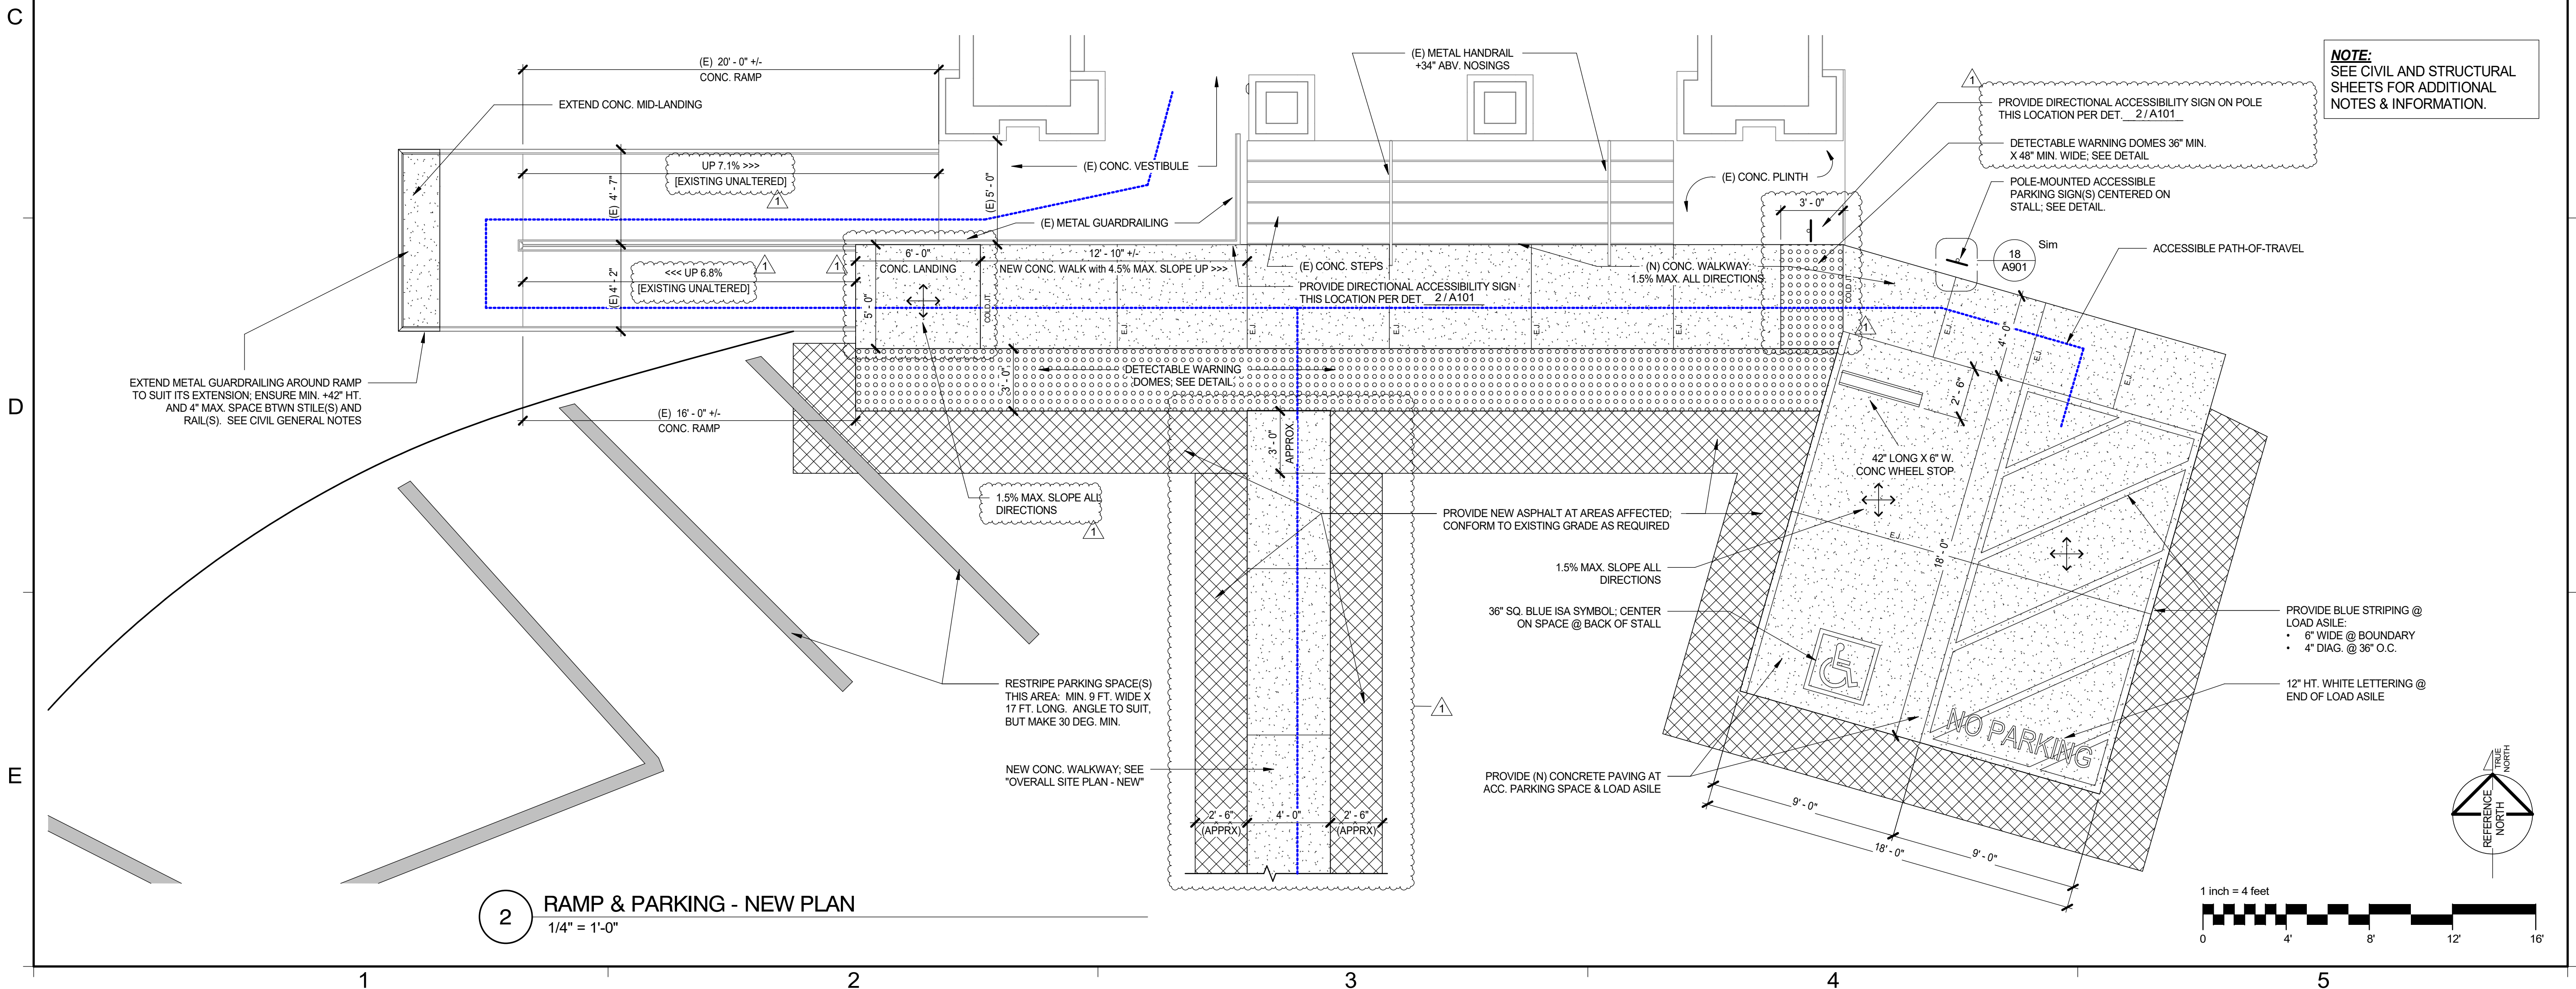 C
(E) 20' - 0" +/-
CONC. RAMP
EXTEND CONC. MID-LANDING
(E) METAL HANDRAIL
+34" ABV. NOSINGS
NOTE:
SEE CIVIL AND STRUCTURAL
SHEETS FOR ADDITIONAL
NOTES & INFORMATION.
1
PROVIDE DIRECTIONAL ACCESSIBILITY SIGN ON POLE
THIS LOCATION PER DET. 2 / A101
DETECTABLE WARNING DOMES 36" MIN.
X 48" MIN. WIDE; SEE DETAIL
UP 7.1% >>>
[EXISTING UNALTERED]
1
(E) 4' - 7"
(E) CONC. VESTIBULE
(E) 5' - 0"
(E) CONC. PLINTH
POLE-MOUNTED ACCESSIBLE
PARKING SIGN(S) CENTERED ON
STALL; SEE DETAIL.
3' - 0"
(E) METAL GUARDRAILING
18
A901
Sim
ACCESSIBLE PATH-OF-TRAVEL
<<< UP 6.8%
[EXISTING UNALTERED]
1
1
(E) 4' - 2"
6' - 0"
CONC. LANDING
12' - 10" +/-
NEW CONC. WALK with 4.5% MAX. SLOPE UP >>>
(E) CONC. STEPS
(N) CONC. WALKWAY:
1.5% MAX. ALL DIRECTIONS
PROVIDE DIRECTIONAL ACCESSIBILITY SIGN
THIS LOCATION PER DET. 2 / A101
5' - 0"
COLD JT.
E.J.
E.J.
E.J.
E.J.
E.J.
COLD JT.
1
E.J.
4' - 0"
E.J.
E.J.
EXTEND METAL GUARDRAILING AROUND RAMP
TO SUIT ITS EXTENSION; ENSURE MIN. +42" HT.
AND 4" MAX. SPACE BTWN STILE(S) AND
RAIL(S). SEE CIVIL GENERAL NOTES
D
(E) 16' - 0" +/-
CONC. RAMP
3' - 0"
DETECTABLE WARNING
DOMES; SEE DETAIL
2' - 6"
3' - 0"
APPROX.
42" LONG X 6" W.
CONC WHEEL STOP
1.5% MAX. SLOPE ALL
DIRECTIONS
1
PROVIDE NEW ASPHALT AT AREAS AFFECTED;
CONFORM TO EXISTING GRADE AS REQUIRED
E.J.
18' - 0"
1.5% MAX. SLOPE ALL
DIRECTIONS
36" SQ. BLUE ISA SYMBOL; CENTER
ON SPACE @ BACK OF STALL
PROVIDE BLUE STRIPING @
LOAD ASILE:
• 6" WIDE @ BOUNDARY
• 4" DIAG. @ 36" O.C.
RESTRIPE PARKING SPACE(S)
THIS AREA: MIN. 9 FT. WIDE X
17 FT. LONG. ANGLE TO SUIT,
BUT MAKE 30 DEG. MIN.
1
12" HT. WHITE LETTERING @
END OF LOAD ASILE
NO PARKING
E
NEW CONC. WALKWAY; SEE
"OVERALL SITE PLAN - NEW"
PROVIDE (N) CONCRETE PAVING AT
ACC. PARKING SPACE & LOAD ASILE
2' - 6"
(APPRX)
4' - 0"
2' - 6"
(APPRX)
9' - 0"
9' - 0"
18' - 0"
TRUE
NORTH
REFERENCE
NORTH
2
RAMP & PARKING - NEW PLAN
1/4" = 1'-0"
1 inch = 4 feet
0 4' 8' 12' 16'
1 2 3 4 5